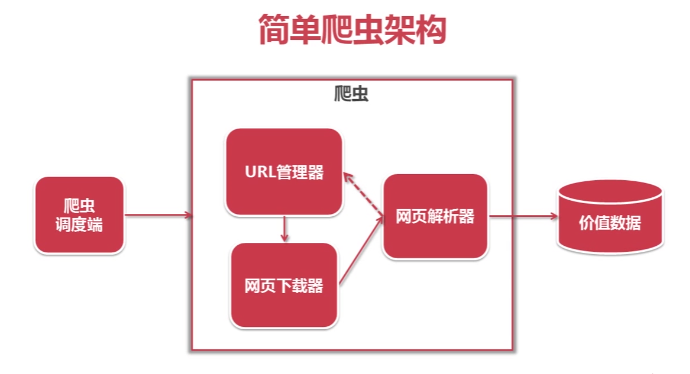 简单爬虫架构
爬虫
URL管理器
爬虫
调度端
网页解析器
价值数据
网页下载器